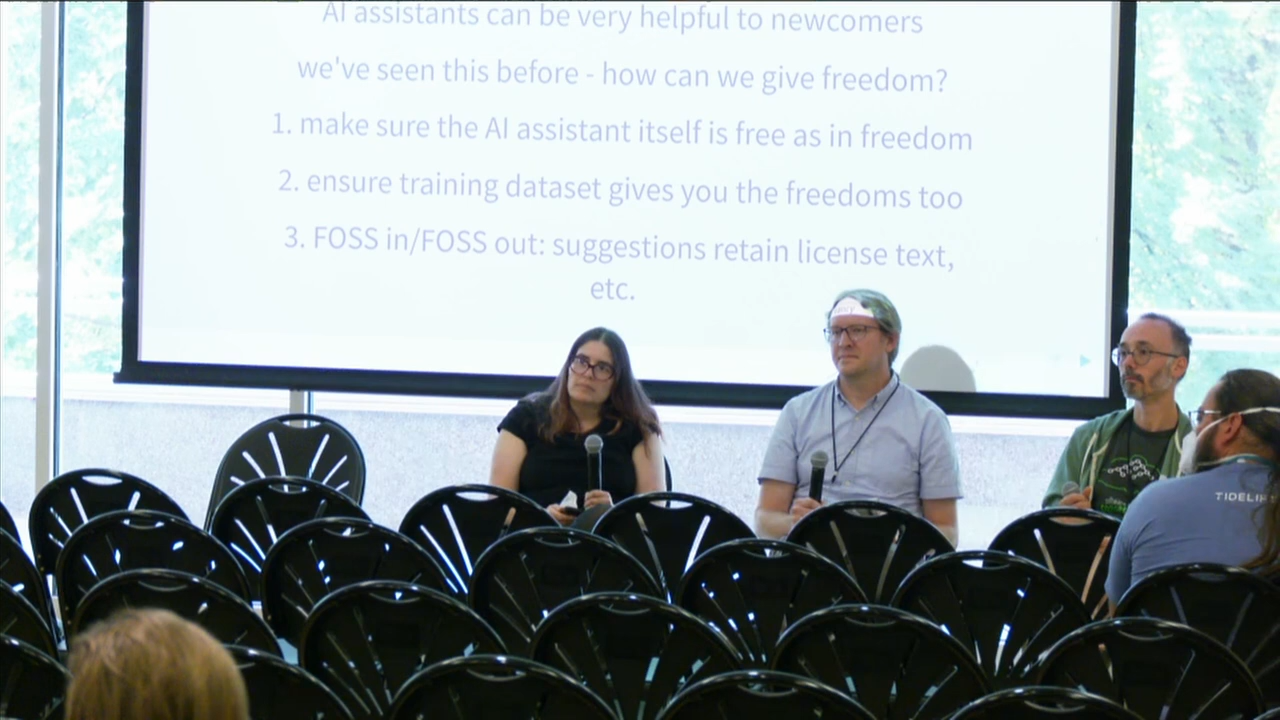 AI assistants can be very helpful to newcomers
we've seen this before - how can we give freedom?
1. make sure the AI assistant itself is free as in freedom
2. ensure training dataset gives you the freedoms too
3. FOSS in/FOSS out: suggestions retain license text,
etc.